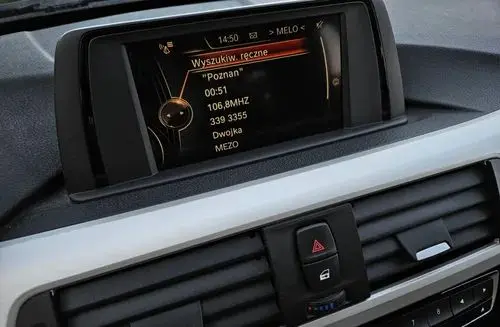 14:50 > MELO <
Wyszukiw. ręczne
"Poznan"
00:51
106,8MHZ
339 3355
Dwojka
MEZO